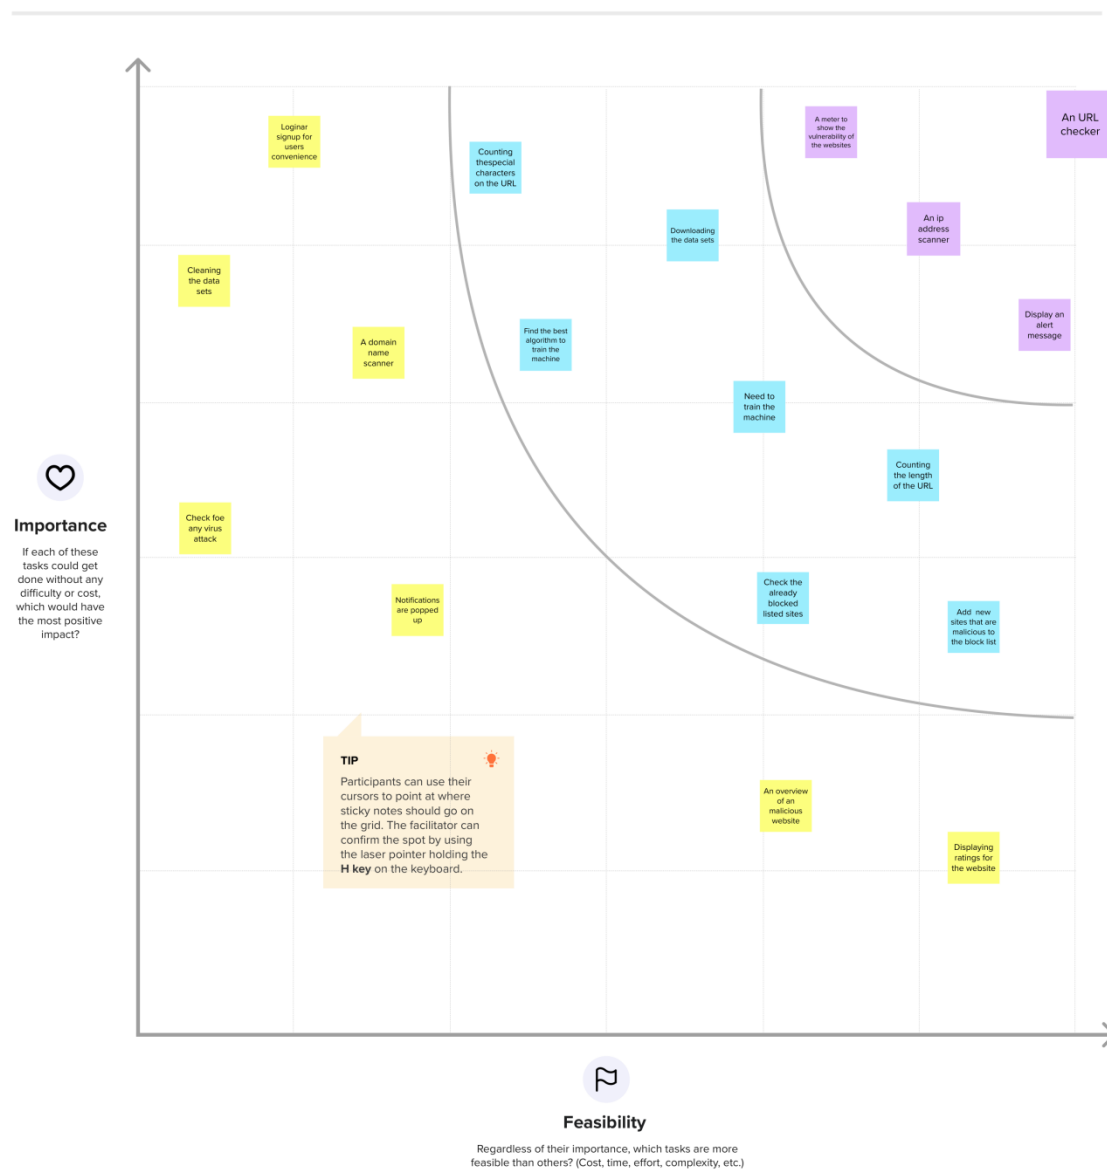 A meter to
show the
vulnerability of
the websites
An URL
checker
Loginar
signup for
users
convenience
Counting
thespecial
characters
on the URL
An ip
address
scanner
Downloading
the data sets
Cleaning
the data
sets
Display an
alert
message
Find the best
algorithm to
train the
machine
A domain
name
scanner
Need to
train the
machine
Counting
the length
of the URL
Importance
If each of these
tasks could get
done without any
difficulty or cost,
which would have
the most positive
impact?
Check foe
any virus
attack
Check the
already
blocked
listed sites
Notifications
are popped
up
Add new
sites that are
malicious to
the block list
TIP
Participants can use their
cursors to point at where
sticky notes should go on
the grid. The facilitator can
confirm the spot by using
the laser pointer holding the
H key on the keyboard.
An overview
of an
malicious
website
Displaying
ratings for
the website
Feasibility
Regardless of their importance, which tasks are more
feasible than others? (Cost, time, effort, complexity, etc.)